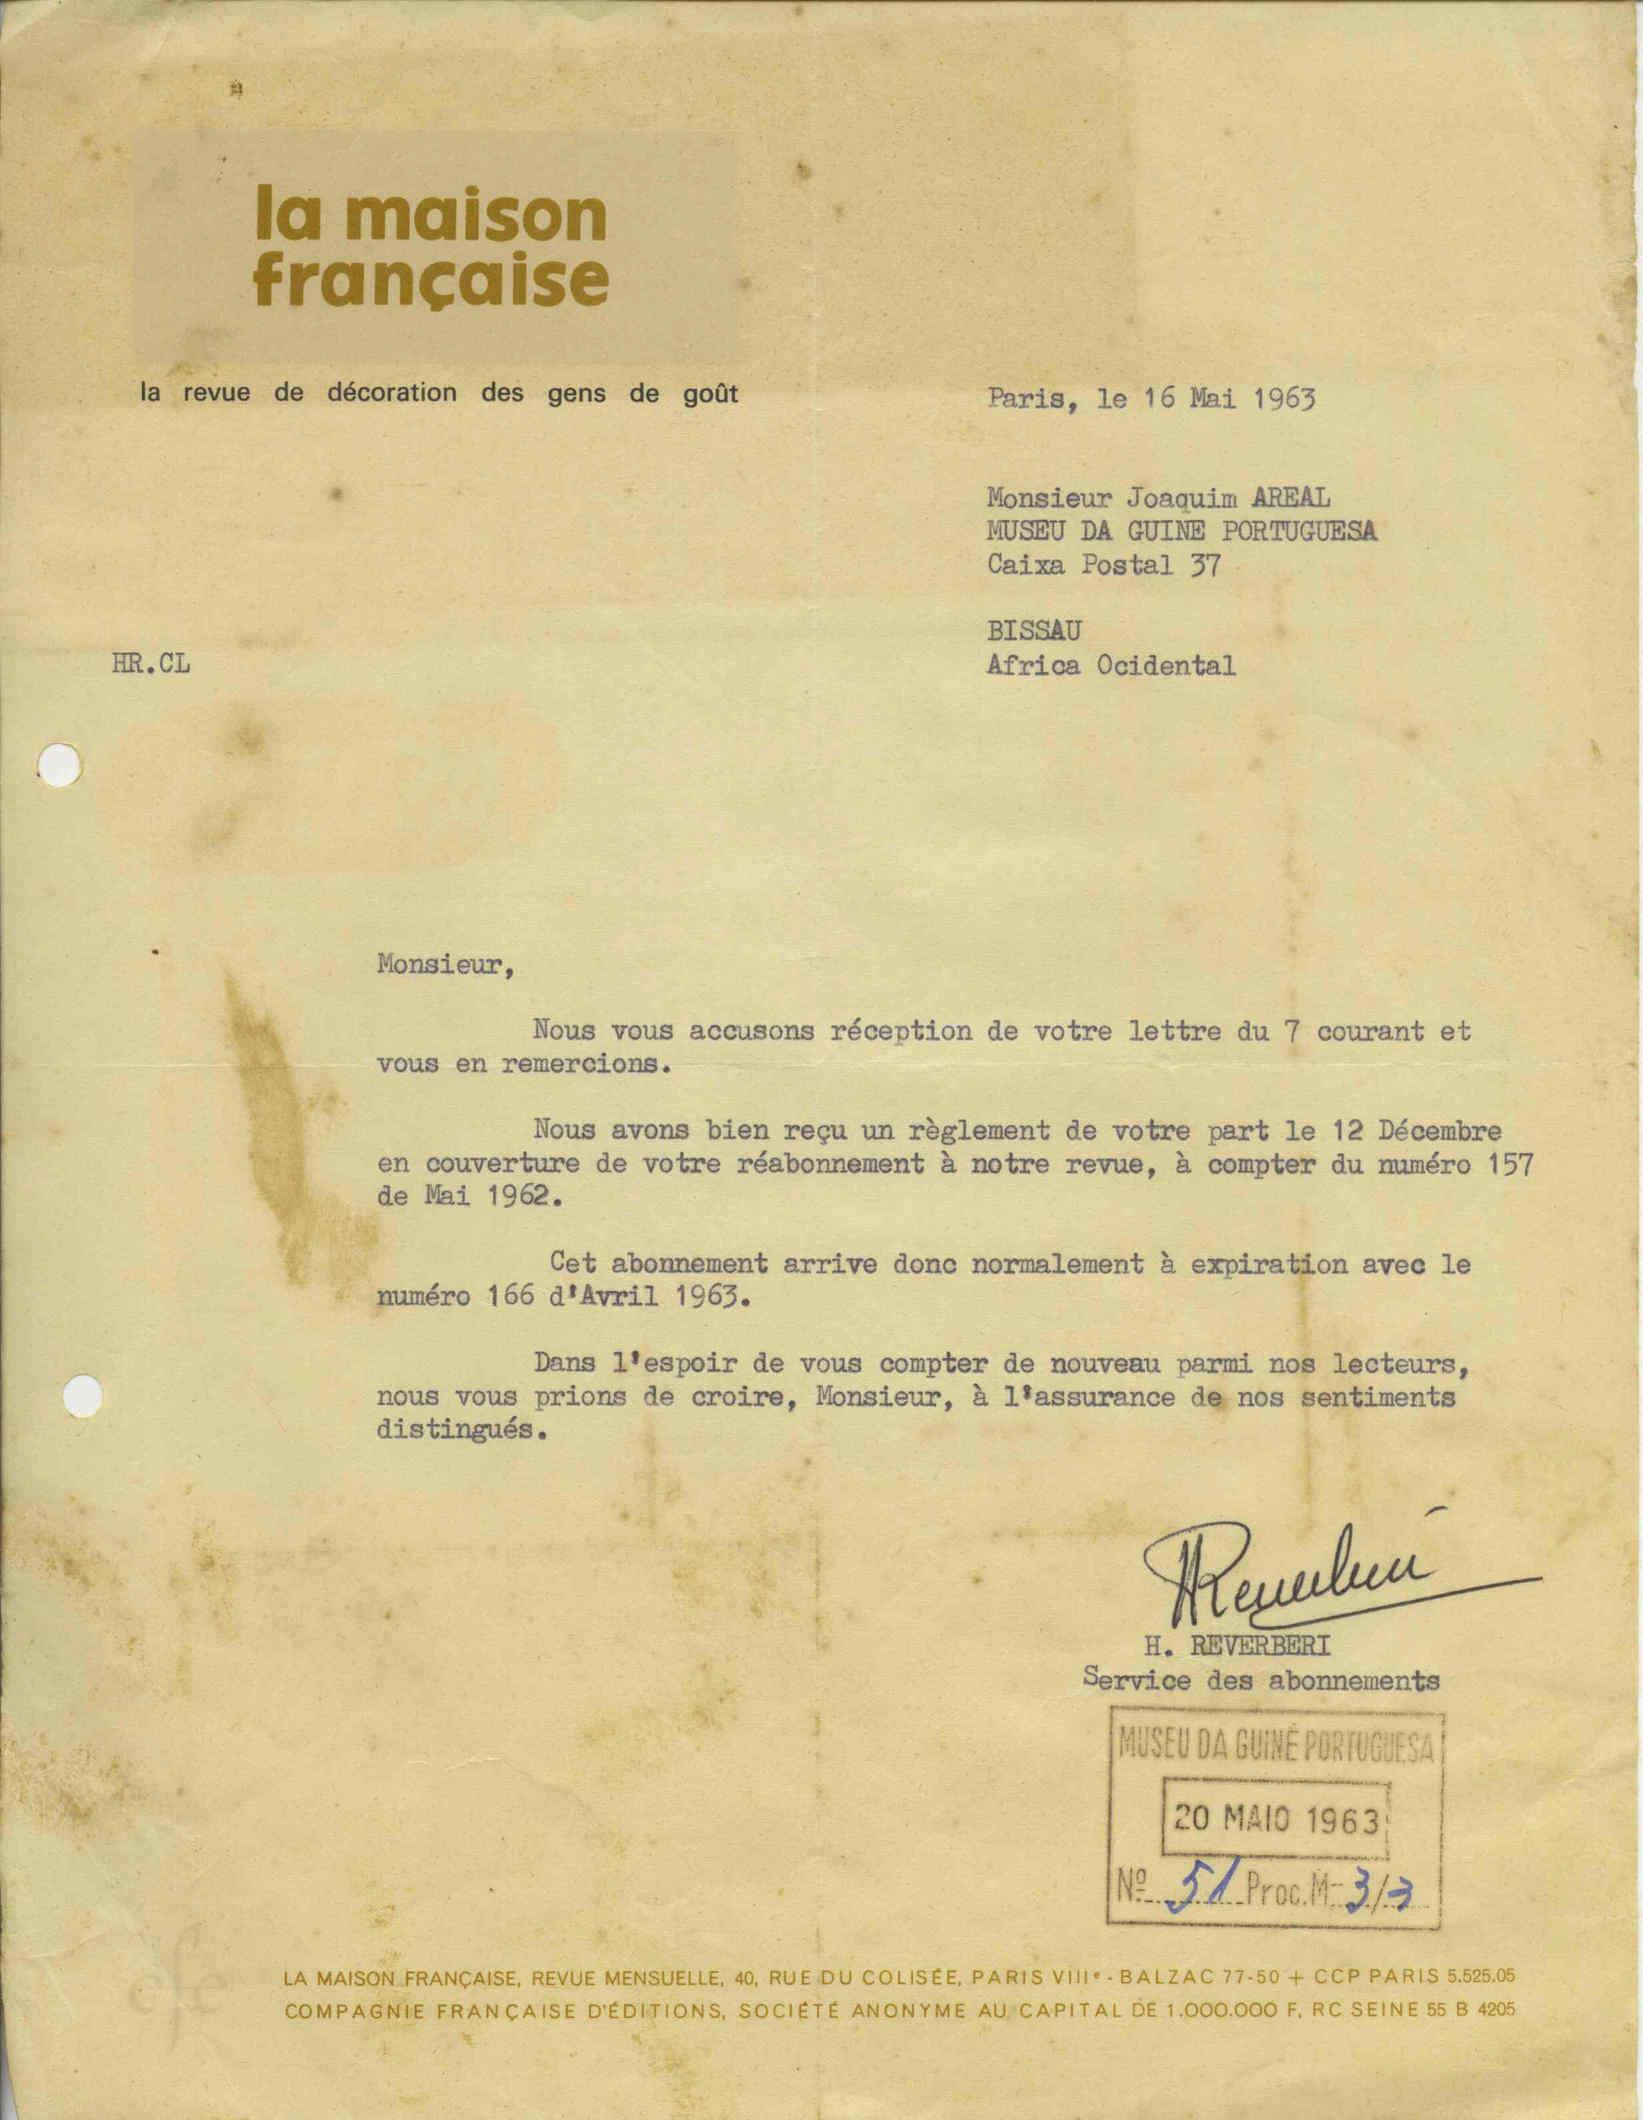 la maison
française
la revue de décoration des gens de goût
Paris, le 16 Mai 1963
Monsieur Joaquim AREAL
MUSEU DA GUINE PORTUGUESA
Caixa Postal 37
BISSAU
HR.CL
Africa Ocidental
Monsieur,
Nous vous accusons réception de votre lettre du 7 courant et
vous en remercions.
Nous avons bien reçu un règlement de votre part le 12 Décembre
en couverture de votre réabonnement à notre revue, à compter du numéro 157
de Mai 1962.
Cet abonnement arrive donc normalement à expiration avec le
numéro 166 d'Avril 1963.
Dans l'espoir de vous compter de nouveau parmi nos lecteurs,
nous vous prions de croire, Monsieur, à l'assurance de nos sentiments
distingués.
HReverberi
H. REVERBERI
Service des abonnements
MUSEU DA GUINÉ PORTUGUESA
20 MAIO 1963
Nº 51 Proc. M- 3/3
LA MAISON FRANÇAISE, REVUE MENSUELLE, 40, RUE DU COLISÉE, PARIS VIIIe - BALZAC 77-50 + CCP PARIS 5.525.05
COMPAGNIE FRANÇAISE D'ÉDITIONS, SOCIÉTÉ ANONYME AU CAPITAL DE 1.000.000 F, RC SEINE 55 B 4205